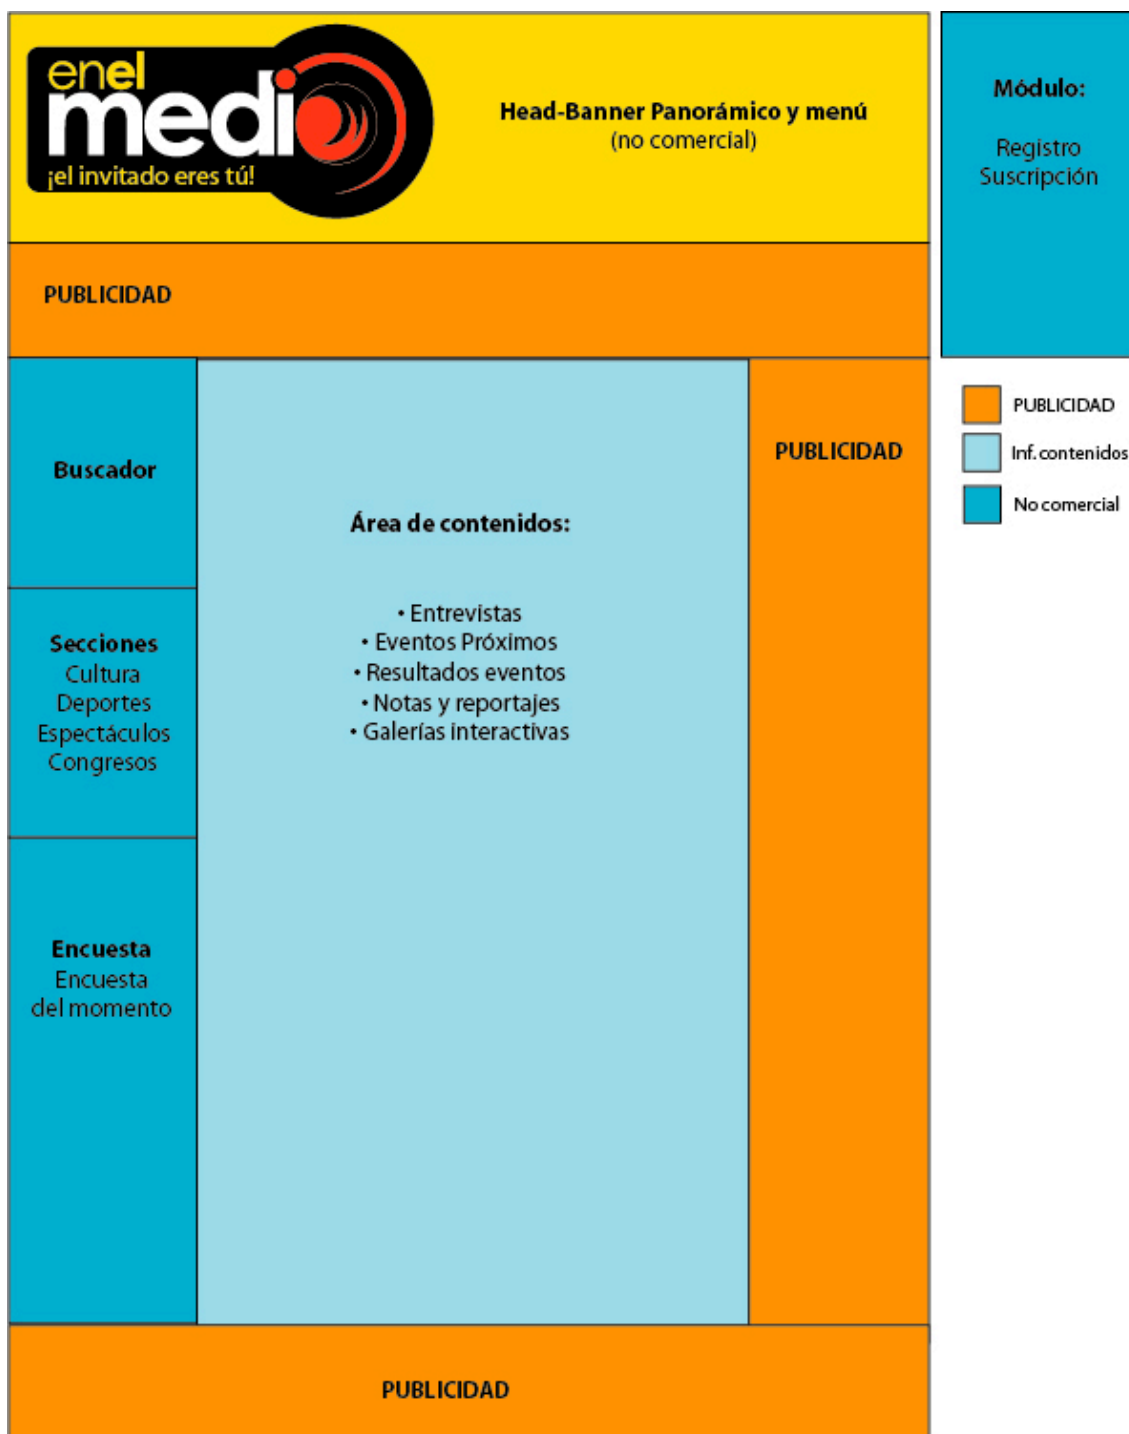 enel
medio
¡el invitado eres tú!
Head-Banner Panorámico y menú
(no comercial)
Módulo:
Registro
Suscripción
PUBLICIDAD
PUBLICIDAD
Inf. contenidos
No comercial
Buscador
Secciones
Cultura
Deportes
Espectáculos
Congresos
Encuesta
Encuesta
del momento
Área de contenidos:
• Entrevistas
• Eventos Próximos
• Resultados eventos
• Notas y reportajes
• Galerías interactivas
PUBLICIDAD
PUBLICIDAD